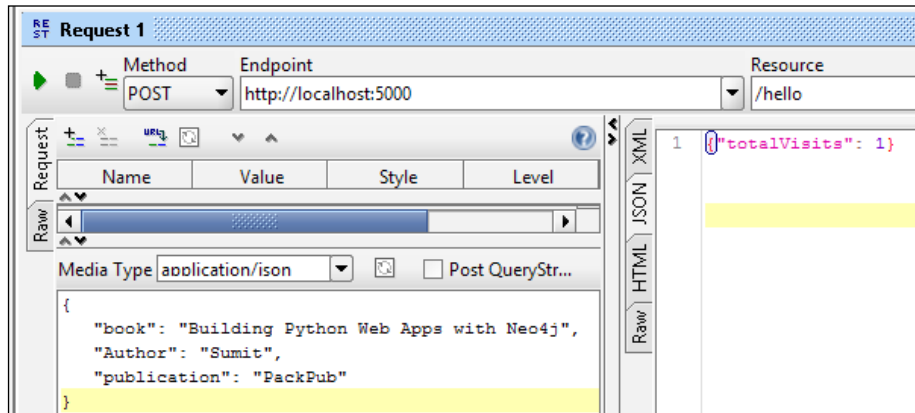 REST Request 1
Method Endpoint Resource
POST http://localhost:5000 /hello
Request
Raw
URL
Name Value Style Level
Media Type application/json Post QueryStr...
{
"book": "Building Python Web Apps with Neo4j",
"Author": "Sumit",
"publication": "PackPub"
}
XML
JSON
HTML
Raw
1 {"totalVisits": 1}